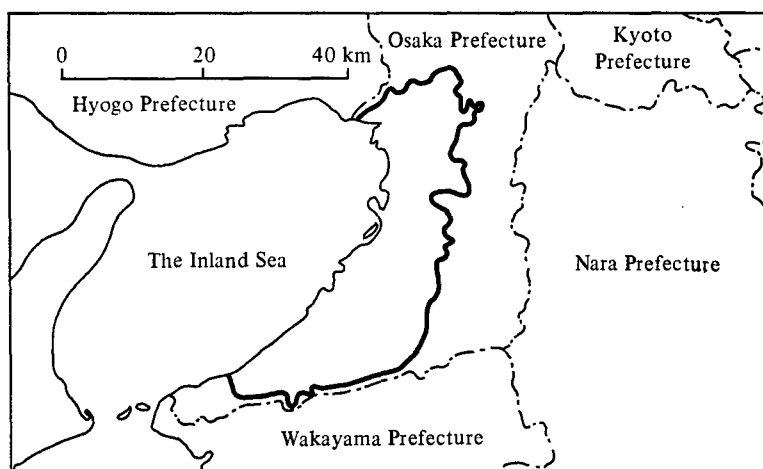 Osaka Prefecture
Kyoto
Prefecture
0 20 40 km
Hyogo Prefecture
The Inland Sea
Nara Prefecture
Wakayama Prefecture